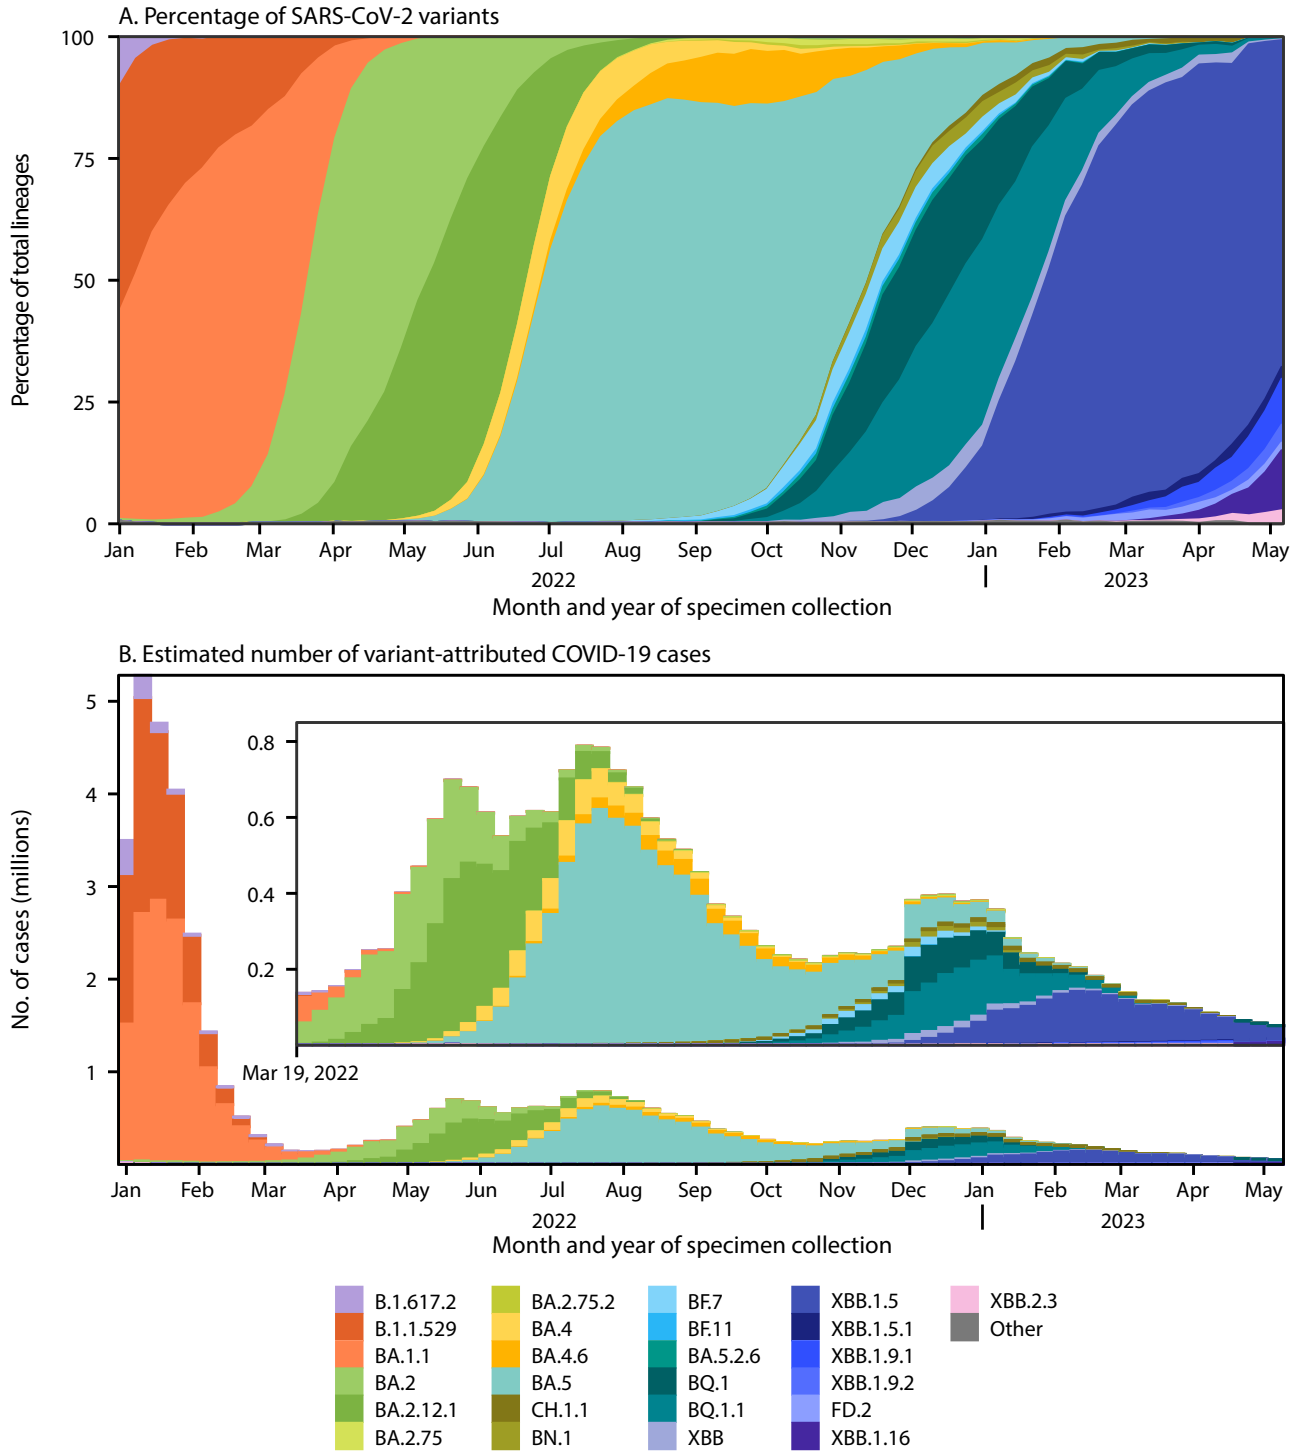 A. Percentage of SARS-CoV-2 variants
Percentage of total lineages
100
75
50
25
0
Jan Feb Mar Apr May Jun Jul Aug Sep Oct Nov Dec Jan Feb Mar Apr May
2022 2023
Month and year of specimen collection
B. Estimated number of variant-attributed COVID-19 cases
No. of cases (millions)
5
4
3
2
1
0.8
0.6
0.4
0.2
Mar 19, 2022
Jan Feb Mar Apr May Jun Jul Aug Sep Oct Nov Dec Jan Feb Mar Apr May
2022 2023
Month and year of specimen collection
B.1.617.2 BA.2.75.2 BF.7 XBB.1.5 XBB.2.3
B.1.1.529 BA.4 BF.11 XBB.1.5.1 Other
BA.1.1 BA.4.6 BA.5.2.6 XBB.1.9.1
BA.2 BA.5 BQ.1 XBB.1.9.2
BA.2.12.1 CH.1.1 BQ.1.1 FD.2
BA.2.75 BN.1 XBB XBB.1.16